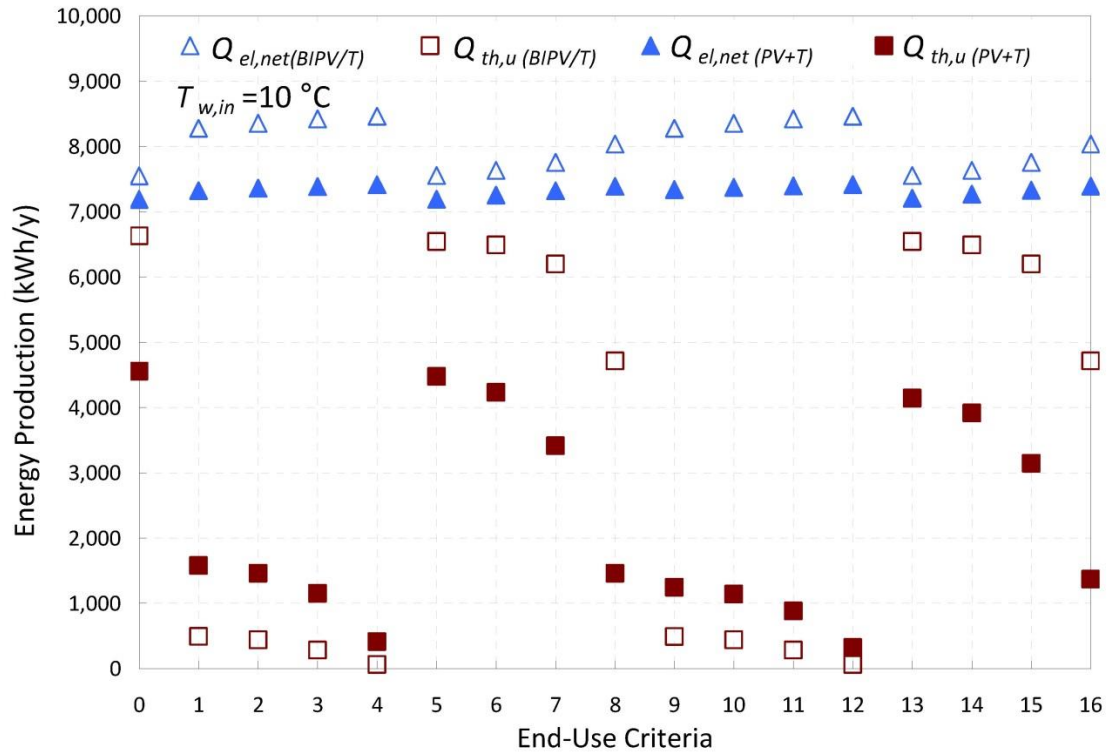 10,000
Q el,net(BIPV/T) Q th,u (BIPV/T) Q el,net (PV+T) Q th,u (PV+T)
9,000
T w,in =10 °C
8,000
7,000
6,000
5,000
4,000
3,000
2,000
1,000
0
Energy Production (kWh/y)
0 1 2 3 4 5 6 7 8 9 10 11 12 13 14 15 16
End-Use Criteria